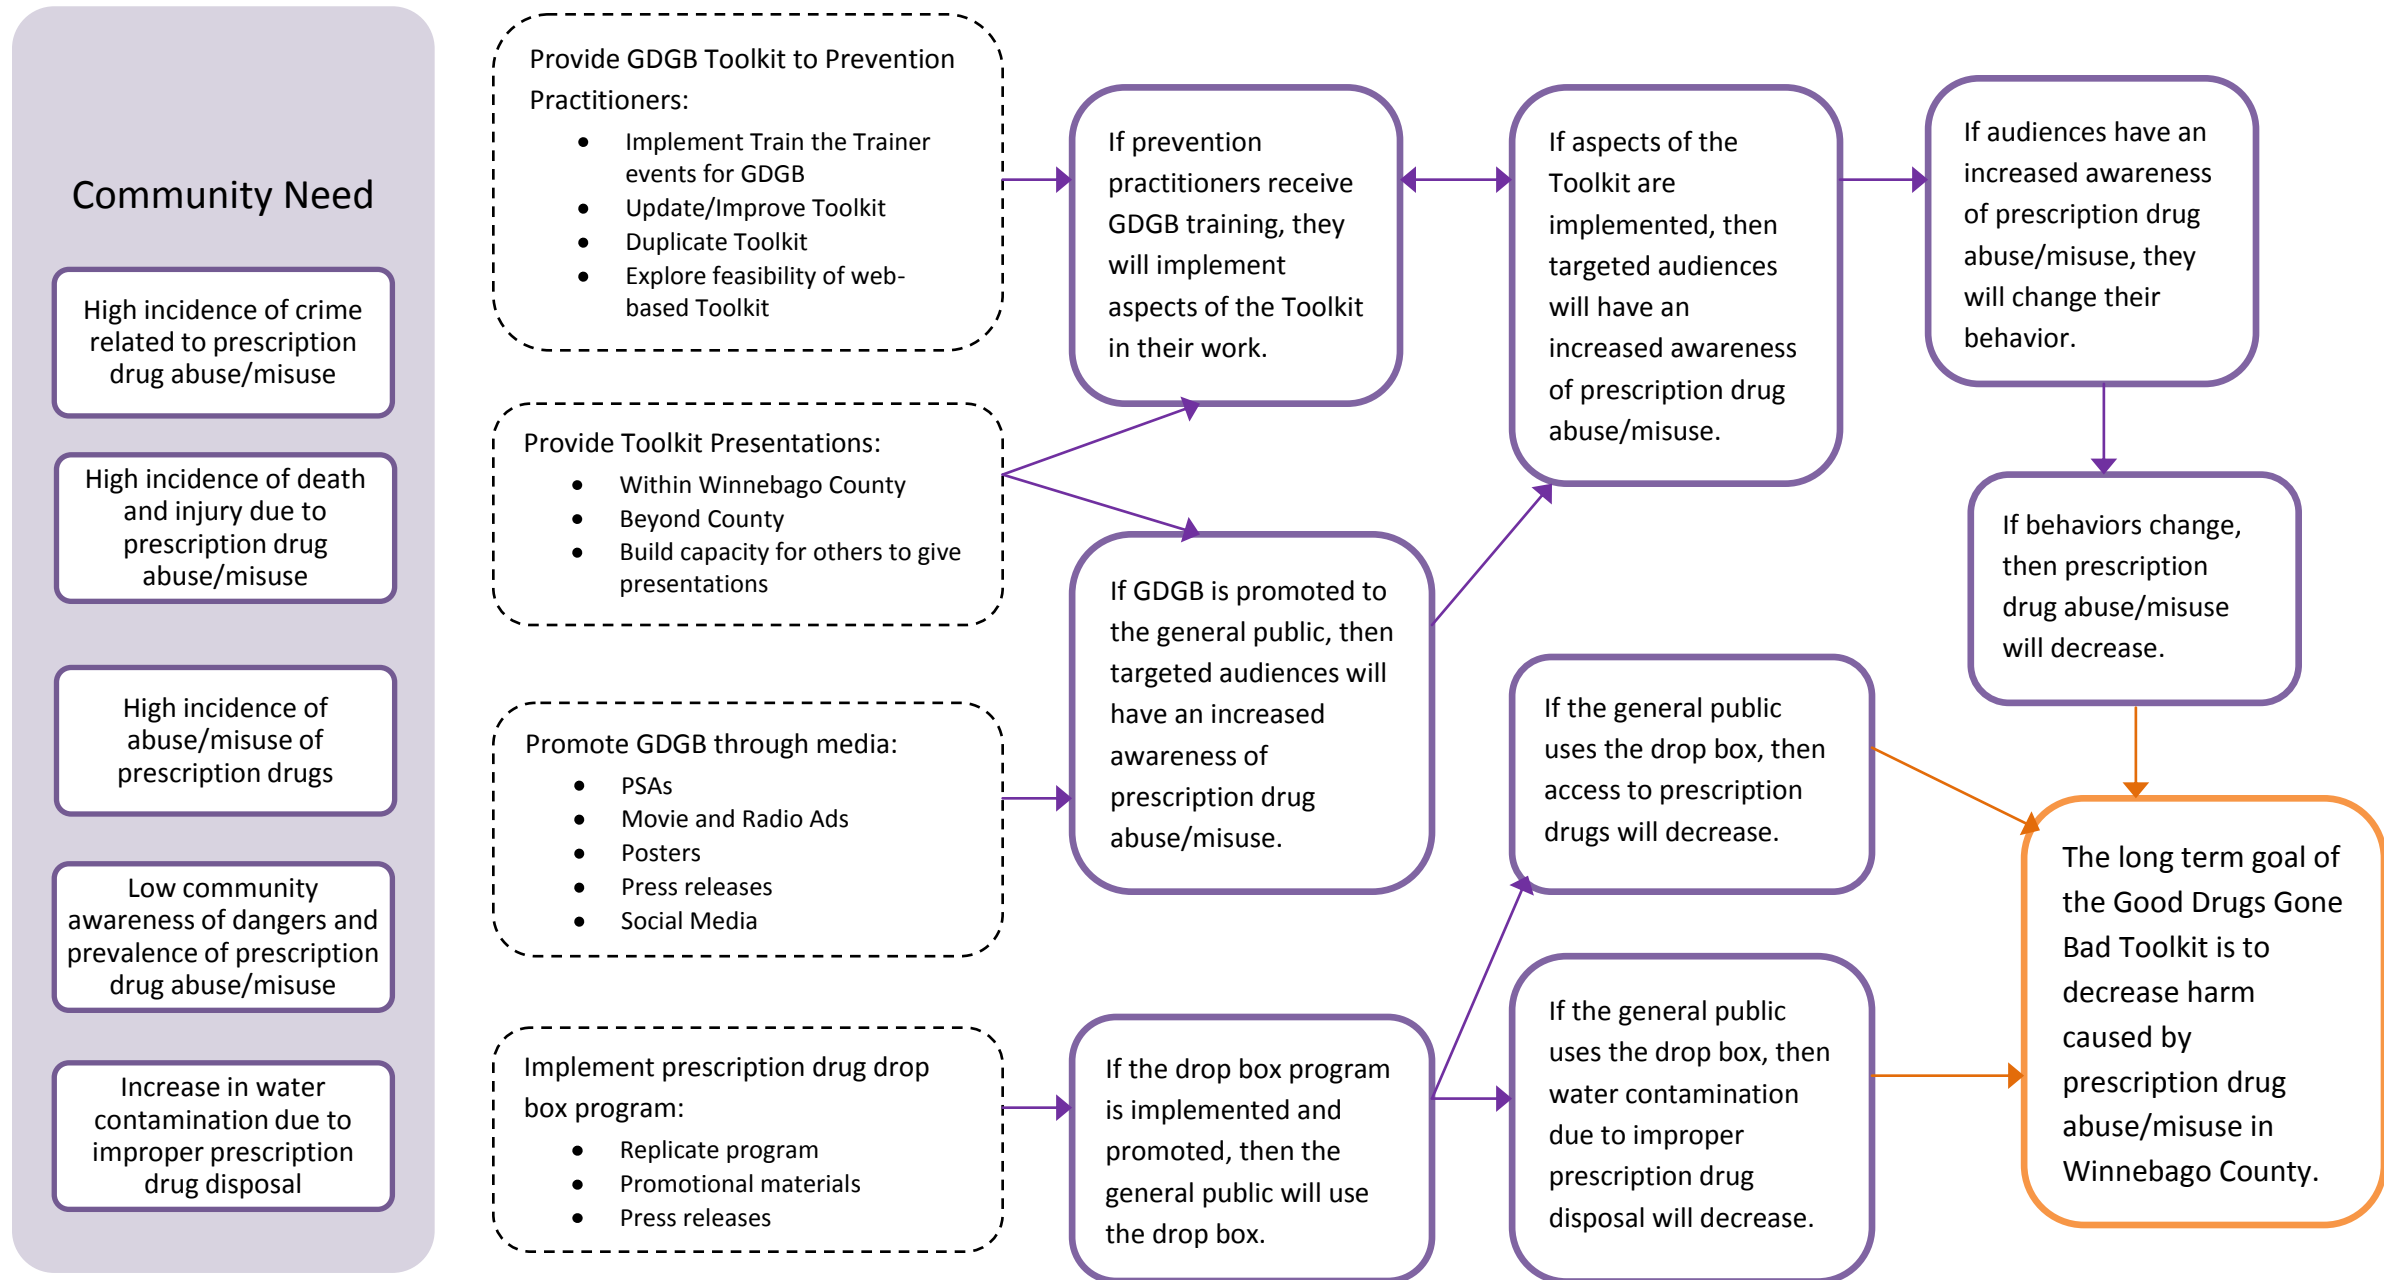 Community Need
High incidence of crime
related to prescription
drug abuse/misuse
High incidence of death
and injury due to
prescription drug
abuse/misuse
High incidence of
abuse/misuse of
prescription drugs
Low community
awareness of dangers and
prevalence of prescription
drug abuse/misuse
Increase in water
contamination due to
improper prescription
drug disposal
Provide GDGB Toolkit to Prevention
Practitioners:
● Implement Train the Trainer
events for GDGB
● Update/Improve Toolkit
● Duplicate Toolkit
● Explore feasibility of web-
based Toolkit
Provide Toolkit Presentations:
● Within Winnebago County
● Beyond County
● Build capacity for others to give
presentations
Promote GDGB through media:
● PSAs
● Movie and Radio Ads
● Posters
● Press releases
● Social Media
Implement prescription drug drop
box program:
● Replicate program
● Promotional materials
● Press releases
If prevention
practitioners receive
GDGB training, they
will implement
aspects of the Toolkit
in their work.
If GDGB is promoted to
the general public, then
targeted audiences will
have an increased
awareness of
prescription drug
abuse/misuse.
If the drop box program
is implemented and
promoted, then the
general public will use
the drop box.
If aspects of the
Toolkit are
implemented, then
targeted audiences
will have an
increased awareness
of prescription drug
abuse/misuse.
If the general public
uses the drop box, then
access to prescription
drugs will decrease.
If the general public
uses the drop box, then
water contamination
due to improper
prescription drug
disposal will decrease.
If audiences have an
increased awareness
of prescription drug
abuse/misuse, they
will change their
behavior.
If behaviors change,
then prescription
drug abuse/misuse
will decrease.
The long term goal of
the Good Drugs Gone
Bad Toolkit is to
decrease harm
caused by
prescription drug
abuse/misuse in
Winnebago County.